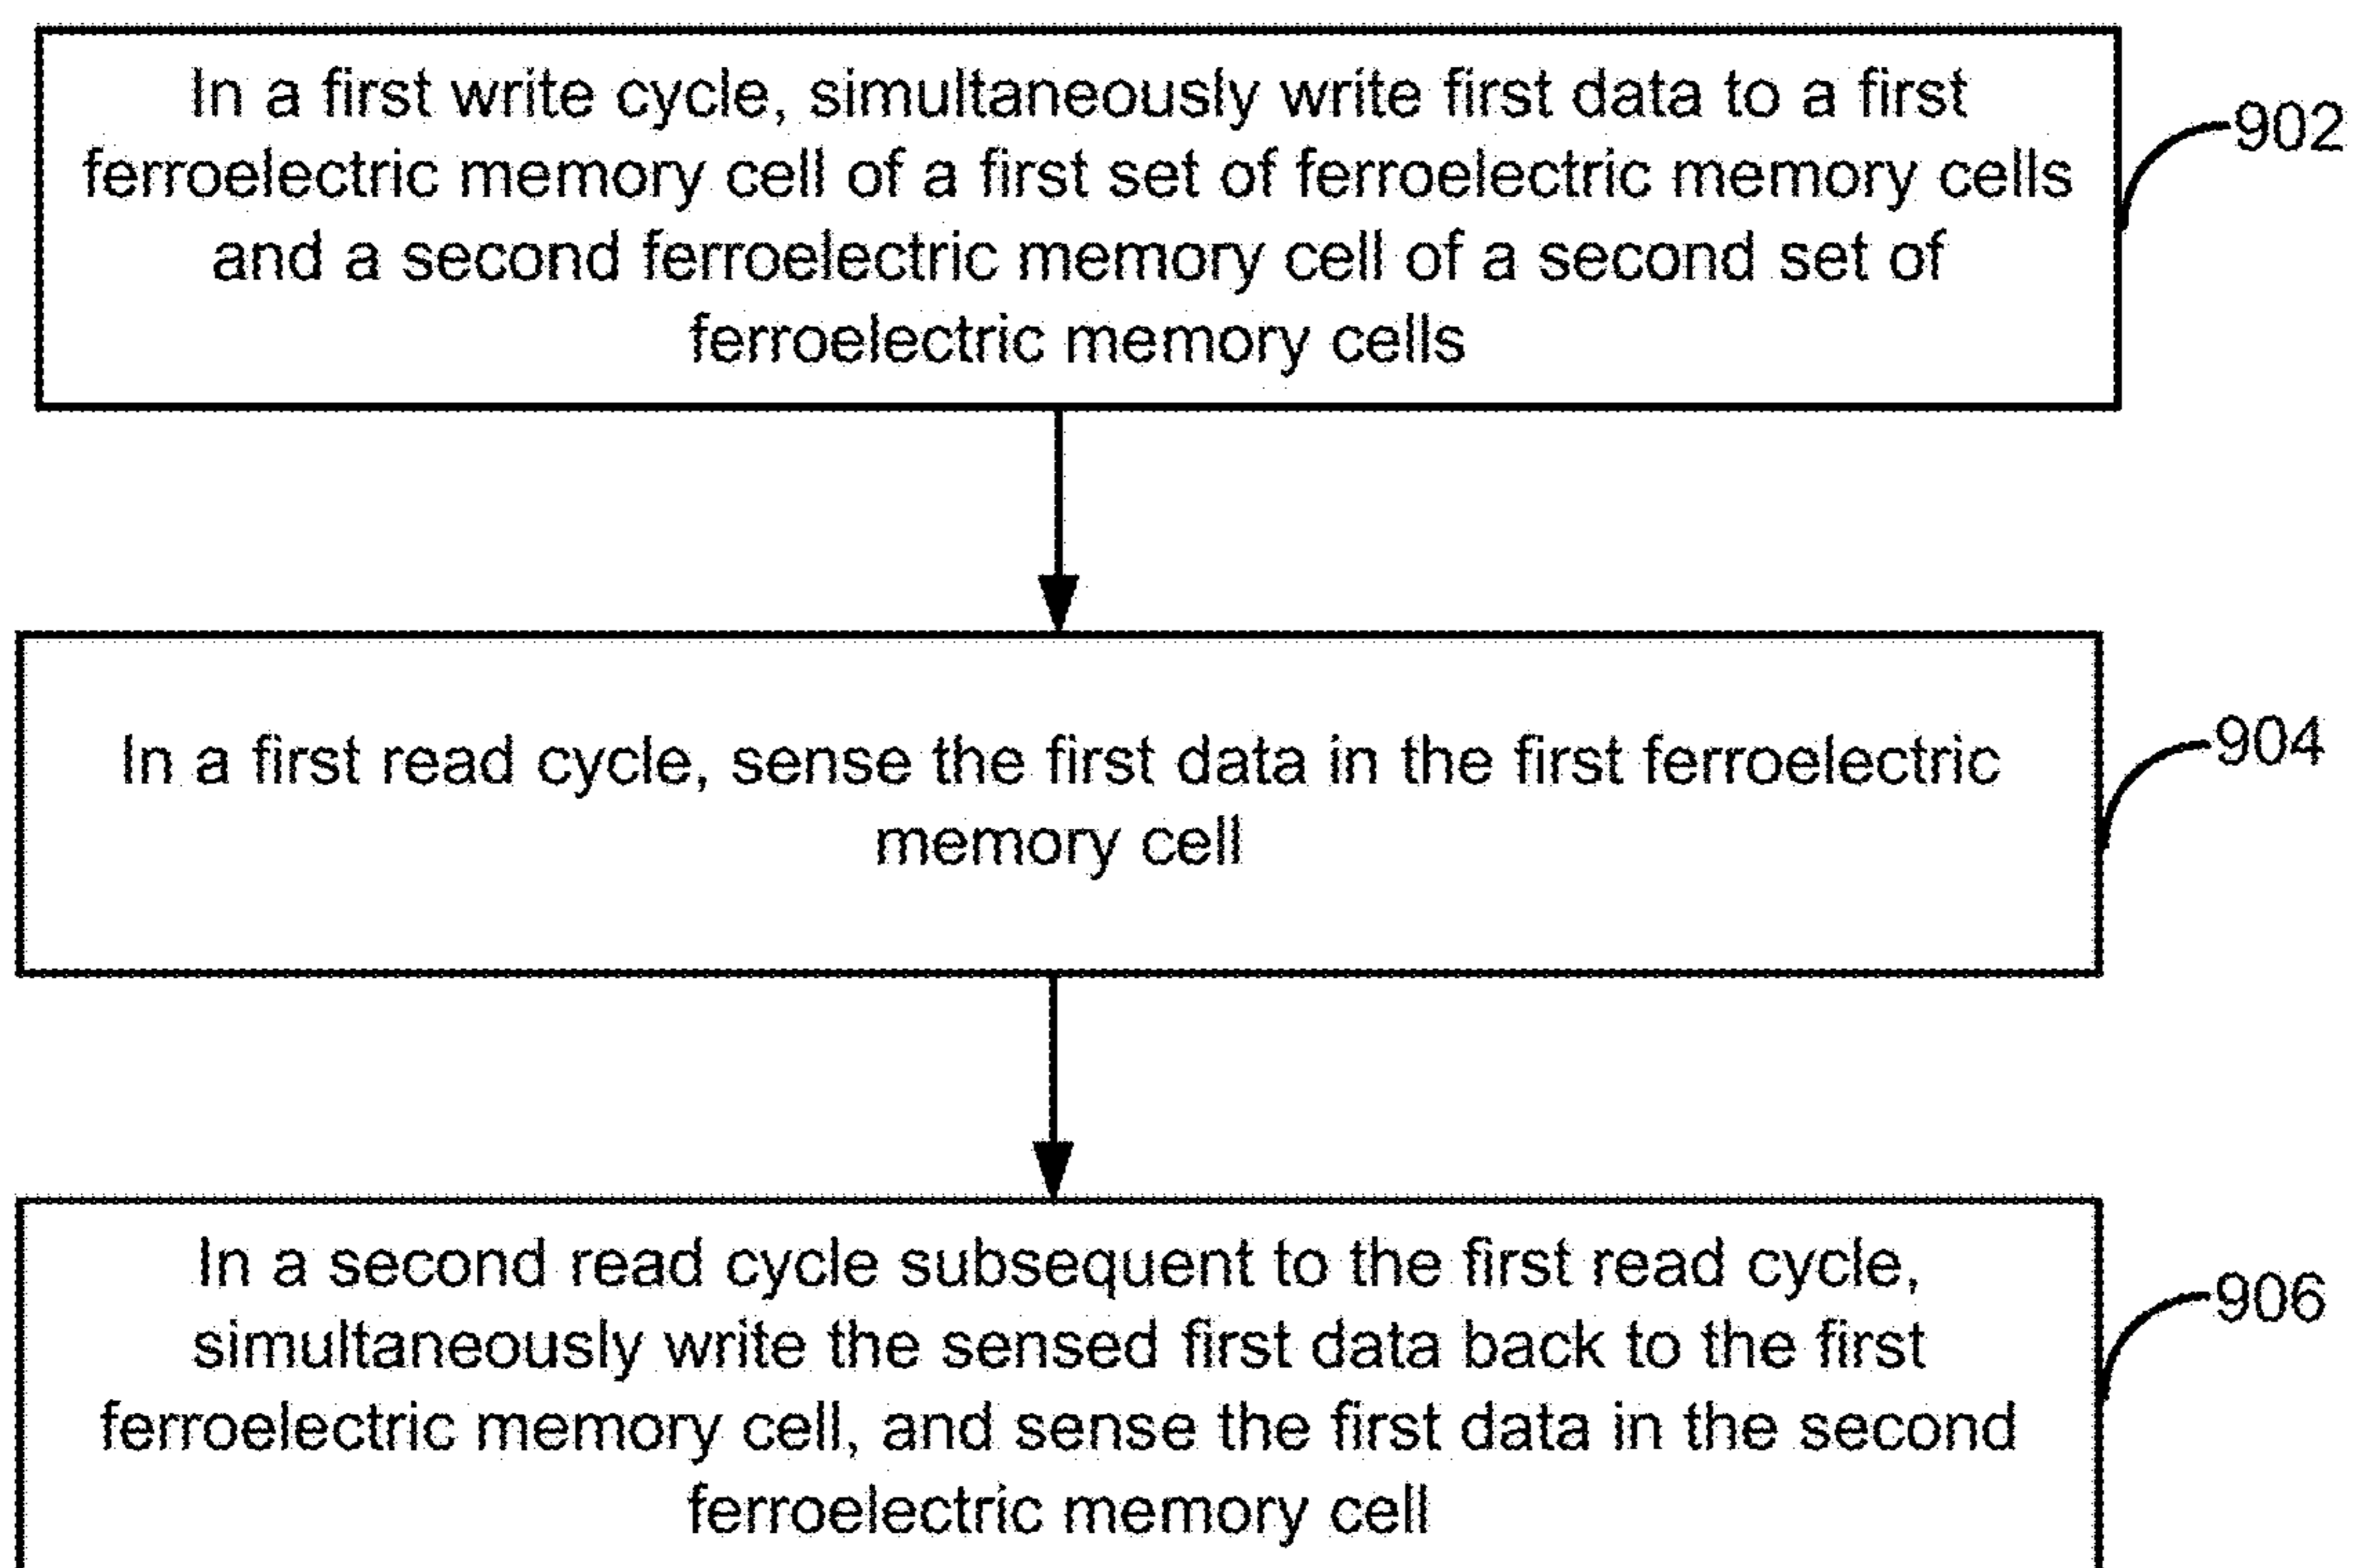 In a first write cycle, simultaneously write first data to a first
ferroelectric memory cell of a first set of ferroelectric memory cells
and a second ferroelectric memory cell of a second set of
ferroelectric memory cells
902
In a first read cycle, sense the first data in the first ferroelectric
memory cell
904
In a second read cycle subsequent to the first read cycle,
simultaneously write the sensed first data back to the first
ferroelectric memory cell, and sense the first data in the second
ferroelectric memory cell
906